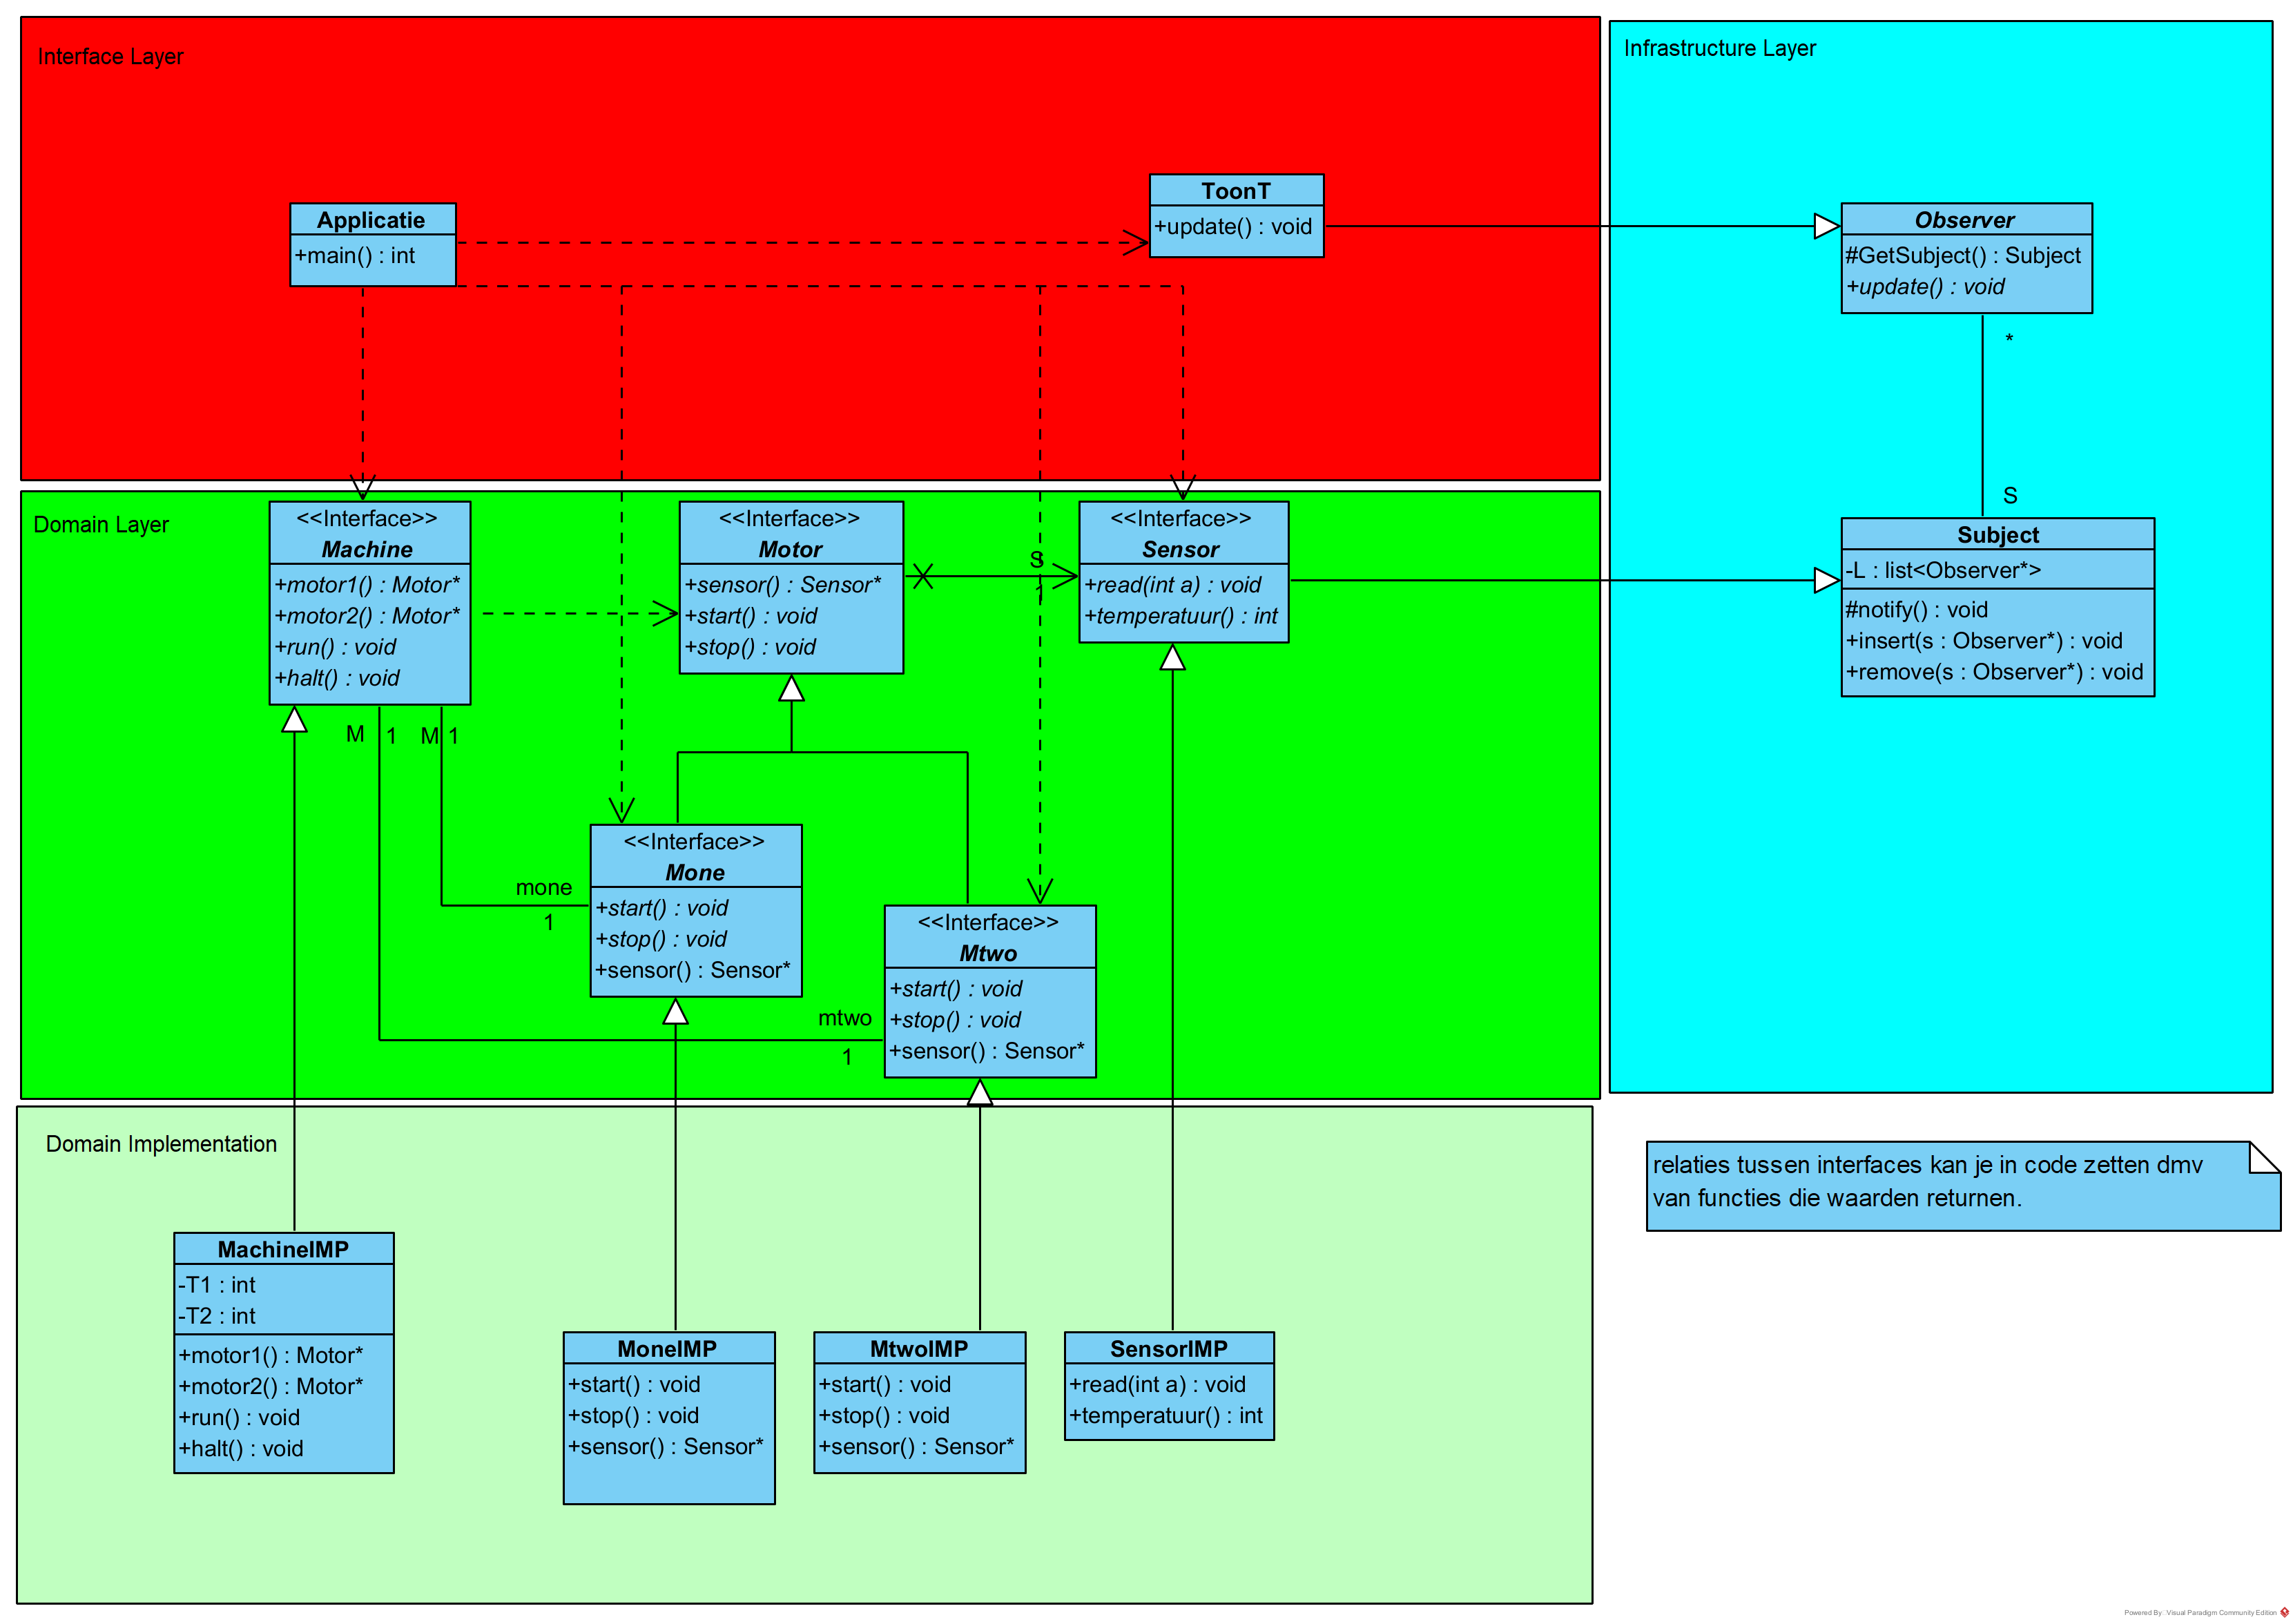 Interface Layer
Applicatie
+main() : int
ToonT
+update() : void
Infrastructure Layer
Observer
#GetSubject() : Subject
+update() : void
*
S
Subject
-L : list<Observer*>
#notify() : void
+insert(s : Observer*) : void
+remove(s : Observer*) : void
Domain Layer
<<Interface>>
Machine
+motor1() : Motor*
+motor2() : Motor*
+run() : void
+halt() : void
<<Interface>>
Motor
+sensor() : Sensor*
+start() : void
+stop() : void
S
1
<<Interface>>
Sensor
+read(int a) : void
+temperatuur() : int
M
1
M
1
mone
1
<<Interface>>
Mone
+start() : void
+stop() : void
+sensor() : Sensor*
mtwo
1
<<Interface>>
Mtwo
+start() : void
+stop() : void
+sensor() : Sensor*
Domain Implementation
MachineIMP
-T1 : int
-T2 : int
+motor1() : Motor*
+motor2() : Motor*
+run() : void
+halt() : void
MoneIMP
+start() : void
+stop() : void
+sensor() : Sensor*
MtwoIMP
+start() : void
+stop() : void
+sensor() : Sensor*
SensorIMP
+read(int a) : void
+temperatuur() : int
relaties tussen interfaces kan je in code zetten dmv
van functies die waarden returnen.
Powered By: Visual Paradigm Community Edition